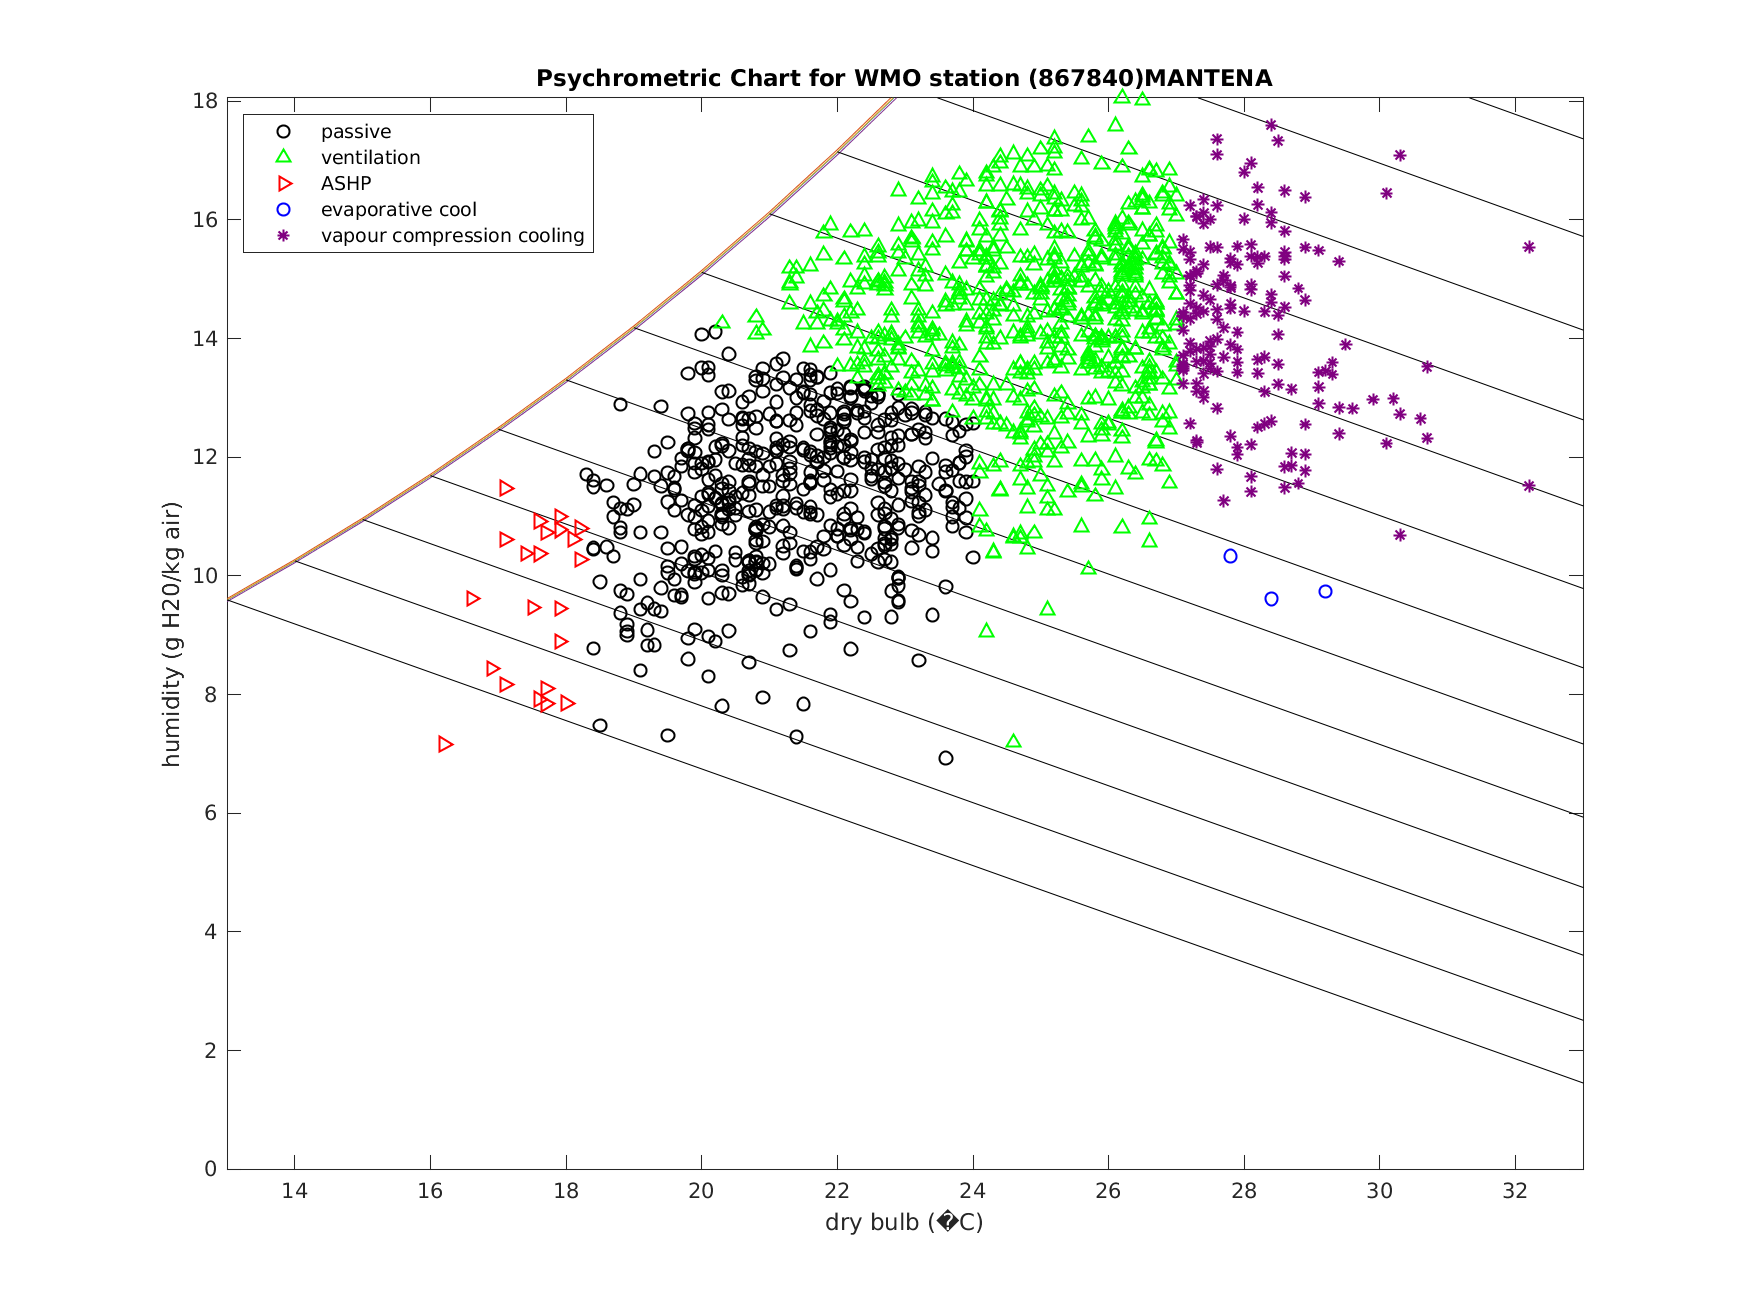 Psychrometric Chart for WMO station (867840)MANTENA
passive
ventilation
ASHP
evaporative cool
vapour compression cooling
humidity (g H20/kg air)
18
16
14
12
10
8
6
4
2
0
14 16 18 20 22 24 26 28 30 32
dry bulb (�C)